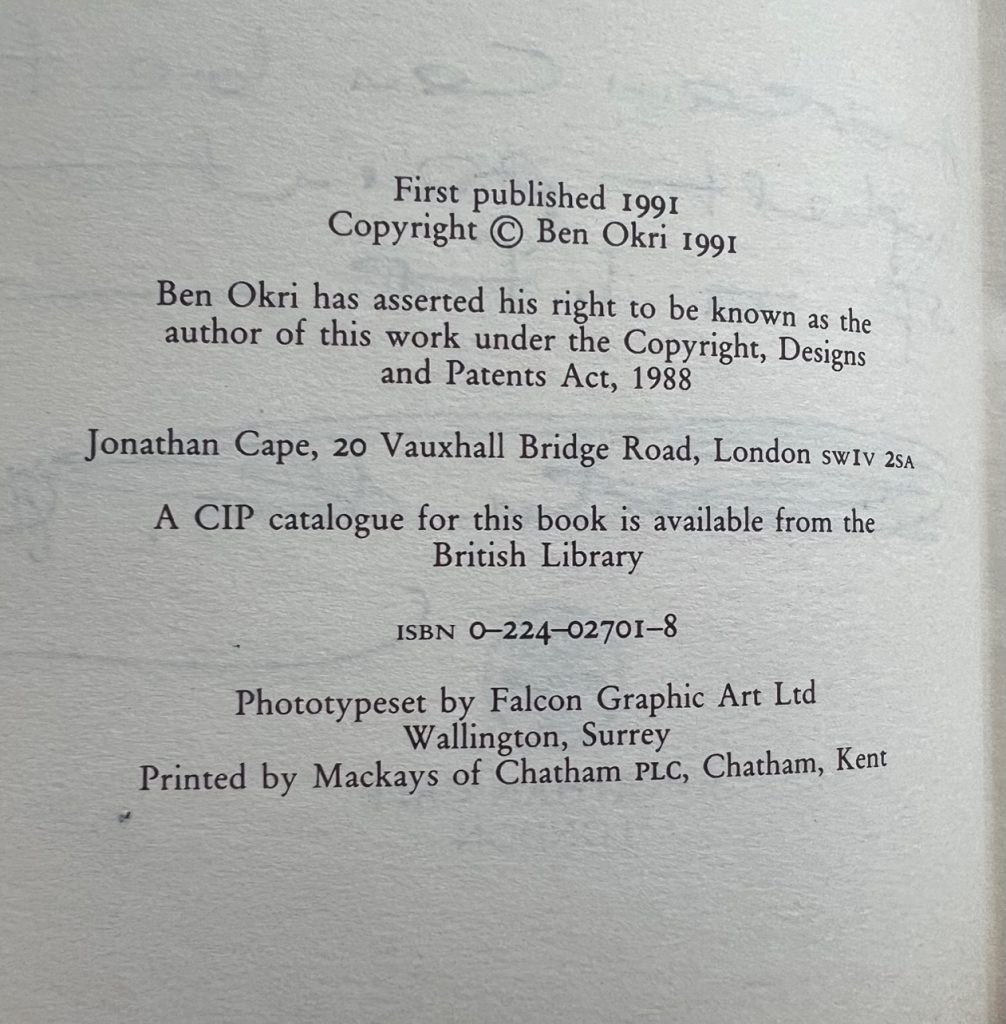 First published 1991
Copyright © Ben Okri 1991
Ben Okri has asserted his right to be known as the
author of this work under the Copyright, Designs
and Patents Act, 1988
Jonathan Cape, 20 Vauxhall Bridge Road, London SW1V 2SA
A CIP catalogue for this book is available from the
British Library
ISBN 0–224–02701–8
Phototypeset by Falcon Graphic Art Ltd
Wallington, Surrey
Printed by Mackays of Chatham PLC, Chatham, Kent